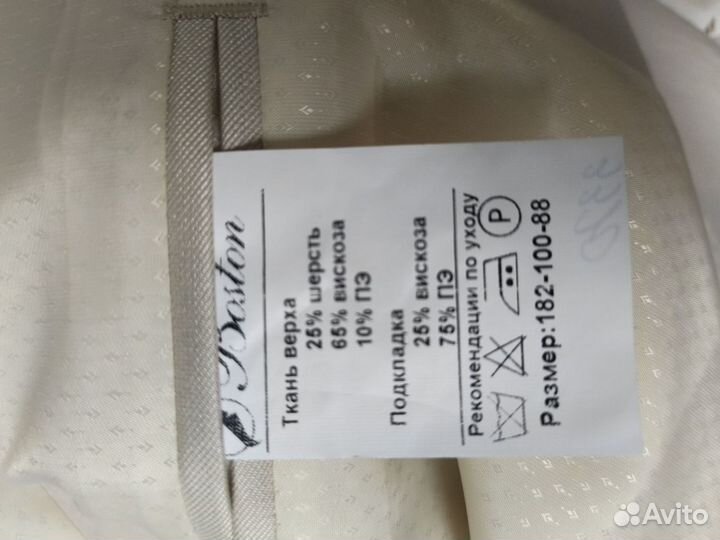 Boston
Ткань верха
25% шерсть
65% вискоза
10% ПЭ
Подкладка
25% вискоза
75% ПЭ
Рекомендации по уходу
P
Размер:182-100-88
Avito